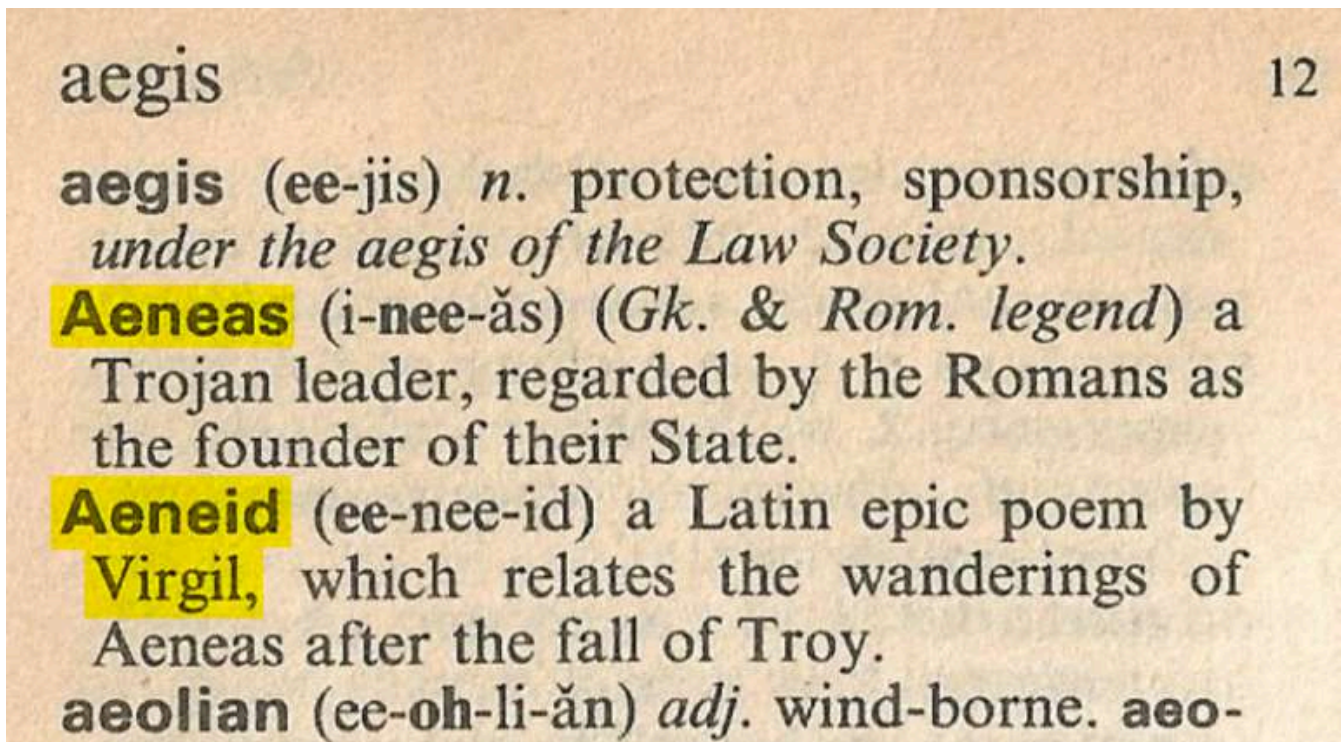 aegis 12
aegis (ee-jis) n. protection, sponsorship,
under the aegis of the Law Society.
Aeneas (i-nee-ăs) (Gk. & Rom. legend) a
Trojan leader, regarded by the Romans as
the founder of their State.
Aeneid (ee-nee-id) a Latin epic poem by
Virgil, which relates the wanderings of
Aeneas after the fall of Troy.
aeolian (ee-oh-li-ăn) adj. wind-borne. aeo-